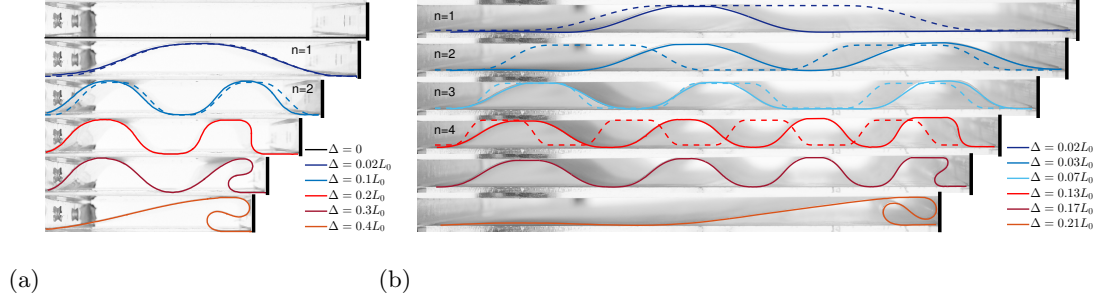 n=1
n=2
Δ = 0
Δ = 0.02L₀
Δ = 0.1L₀
Δ = 0.2L₀
Δ = 0.3L₀
Δ = 0.4L₀
(a)
n=1
n=2
n=3
n=4
Δ = 0.02L₀
Δ = 0.03L₀
Δ = 0.07L₀
Δ = 0.13L₀
Δ = 0.17L₀
Δ = 0.21L₀
(b)